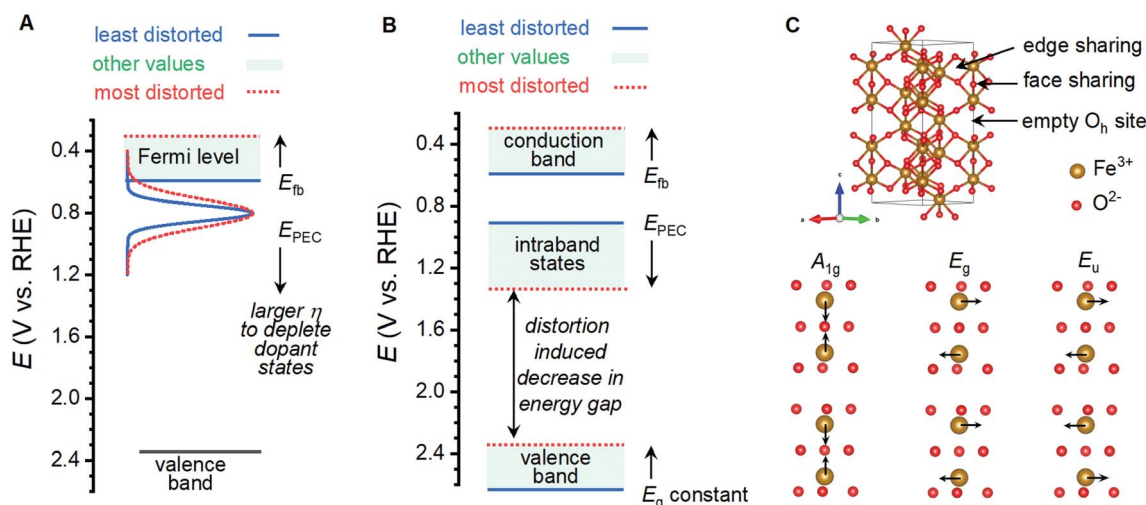 A
least distorted
other values
most distorted
E (V vs. RHE)
0.4
0.8
1.2
1.6
2.0
2.4
Fermi level
E_fb
E_PEC
larger η
to deplete
dopant
states
valence
band
B
least distorted
other values
most distorted
E (V vs. RHE)
0.4
0.8
1.2
1.6
2.0
2.4
conduction
band
E_fb
E_PEC
intraband
states
distortion
induced
decrease in
energy gap
valence
band
E_g constant
C
edge sharing
face sharing
empty O_h site
Fe³⁺
O²⁻
c
a
b
A_1g
E_g
E_u